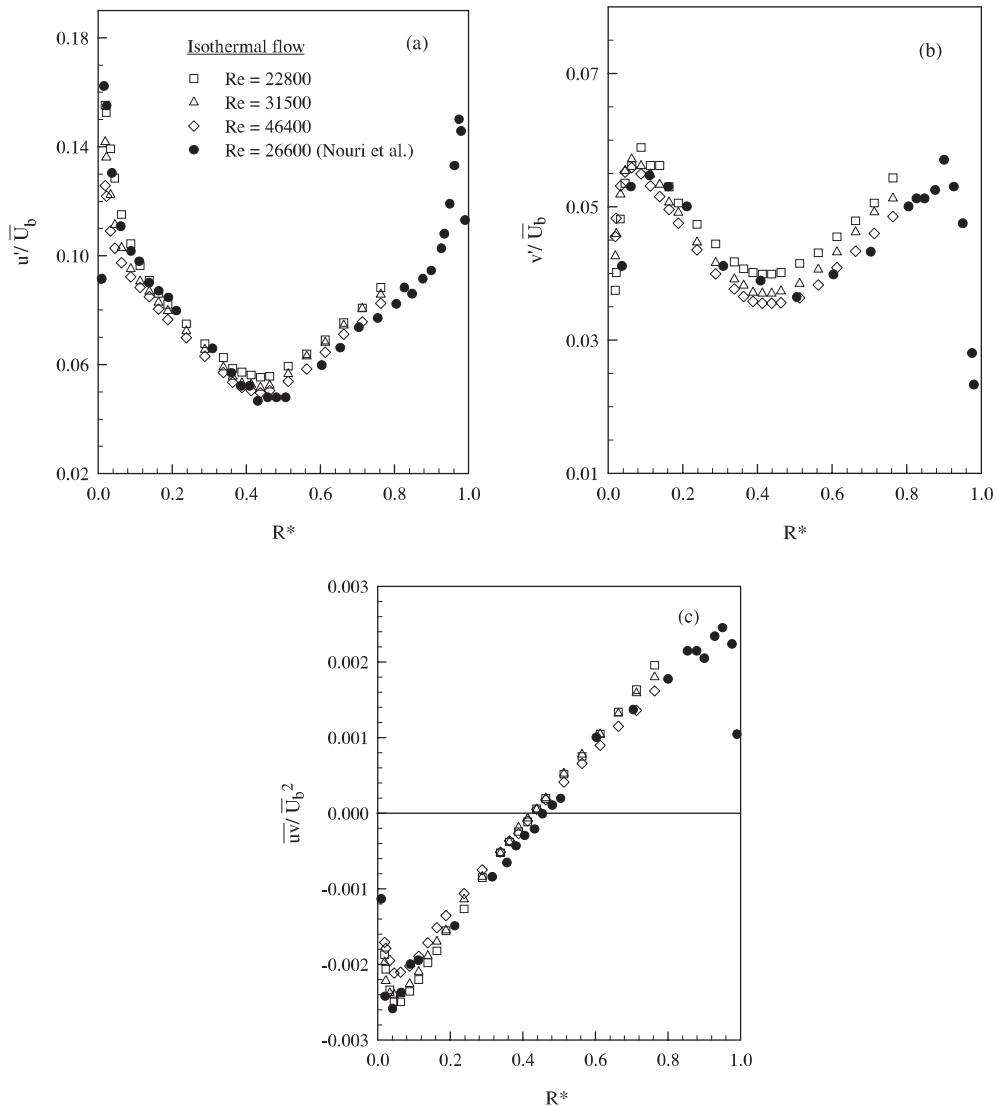 (a)
Isothermal flow
Re = 22800
Re = 31500
Re = 46400
Re = 26600 (Nouri et al.)
0.18
0.14
0.10
0.06
0.02
u'/ U̅b
0.0 0.2 0.4 0.6 0.8 1.0
R*
(b)
0.07
0.05
0.03
0.01
v'/ U̅b
0.0 0.2 0.4 0.6 0.8 1.0
R*
(c)
0.003
0.002
0.001
0.000
-0.001
-0.002
-0.003
u̅v̅/ U̅b²
0.0 0.2 0.4 0.6 0.8 1.0
R*